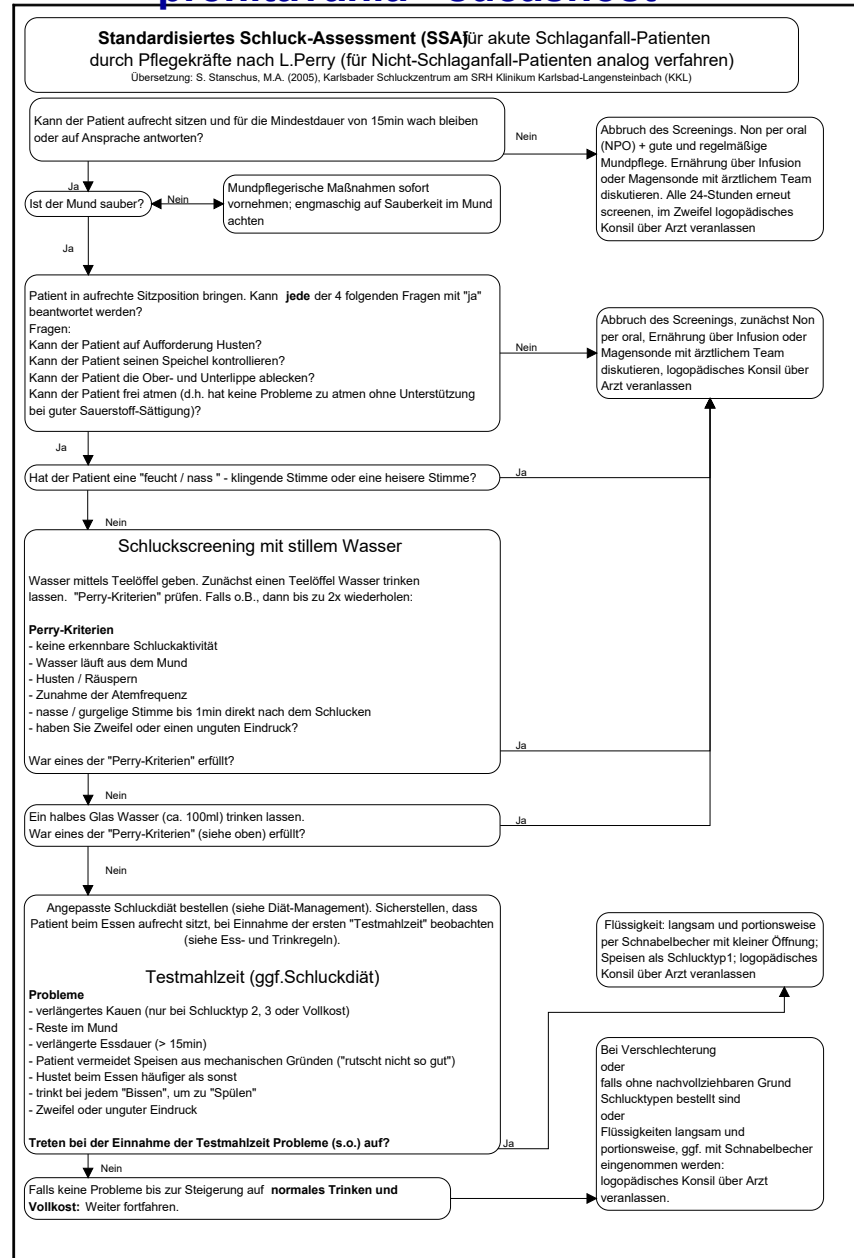 Standardisiertes Schluck-Assessment (SSA)für akute Schlaganfall-Patienten
durch Pflegekräfte nach L.Perry (für Nicht-Schlaganfall-Patienten analog verfahren)
Übersetzung: S. Stanschus, M.A. (2005), Karlsbader Schluckzentrum am SRH Klinikum Karlsbad-Langensteinbach (KKL)
Kann der Patient aufrecht sitzen und für die Mindestdauer von 15min wach bleiben
oder auf Ansprache antworten?
Nein
Abbruch des Screenings. Non per oral
(NPO) + gute und regelmäßige
Mundpflege. Ernährung über Infusion
oder Magensonde mit ärztlichem Team
diskutieren. Alle 24-Stunden erneut
screenen, im Zweifel logopädisches
Konsil über Arzt veranlassen
Ja
Ist der Mund sauber?
Nein
Mundpflegerische Maßnahmen sofort
vornehmen; engmaschig auf Sauberkeit im Mund
achten
Ja
Patient in aufrechte Sitzposition bringen. Kann jede der 4 folgenden Fragen mit "ja"
beantwortet werden?
Fragen:
Kann der Patient auf Aufforderung Husten?
Kann der Patient seinen Speichel kontrollieren?
Kann der Patient die Ober- und Unterlippe ablecken?
Kann der Patient frei atmen (d.h. hat keine Probleme zu atmen ohne Unterstützung
bei guter Sauerstoff-Sättigung)?
Nein
Abbruch des Screenings, zunächst Non
per oral, Ernährung über Infusion oder
Magensonde mit ärztlichem Team
diskutieren, logopädisches Konsil über
Arzt veranlassen
Ja
Hat der Patient eine "feucht / nass " - klingende Stimme oder eine heisere Stimme?
Ja
Nein
Schluckscreening mit stillem Wasser
Wasser mittels Teelöffel geben. Zunächst einen Teelöffel Wasser trinken
lassen. "Perry-Kriterien" prüfen. Falls o.B., dann bis zu 2x wiederholen:
Perry-Kriterien
- keine erkennbare Schluckaktivität
- Wasser läuft aus dem Mund
- Husten / Räuspern
- Zunahme der Atemfrequenz
- nasse / gurgelige Stimme bis 1min direkt nach dem Schlucken
- haben Sie Zweifel oder einen unguten Eindruck?
War eines der "Perry-Kriterien" erfüllt?
Ja
Nein
Ein halbes Glas Wasser (ca. 100ml) trinken lassen.
War eines der "Perry-Kriterien" (siehe oben) erfüllt?
Ja
Nein
Angepasste Schluckdiät bestellen (siehe Diät-Management). Sicherstellen, dass
Patient beim Essen aufrecht sitzt, bei Einnahme der ersten "Testmahlzeit" beobachten
(siehe Ess- und Trinkregeln).
Testmahlzeit (ggf.Schluckdiät)
Probleme
- verlängertes Kauen (nur bei Schlucktyp 2, 3 oder Vollkost)
- Reste im Mund
- verlängerte Essdauer (> 15min)
- Patient vermeidet Speisen aus mechanischen Gründen ("rutscht nicht so gut")
- Hustet beim Essen häufiger als sonst
- trinkt bei jedem "Bissen", um zu "Spülen"
- Zweifel oder unguter Eindruck
Treten bei der Einnahme der Testmahlzeit Probleme (s.o.) auf?
Ja
Flüssigkeit: langsam und portionsweise
per Schnabelbecher mit kleiner Öffnung;
Speisen als Schlucktyp1; logopädisches
Konsil über Arzt veranlassen
Nein
Falls keine Probleme bis zur Steigerung auf normales Trinken und
Vollkost: Weiter fortfahren.
Bei Verschlechterung
oder
falls ohne nachvollziehbaren Grund
Schlucktypen bestellt sind
oder
Flüssigkeiten langsam und
portionsweise, ggf. mit Schnabelbecher
eingenommen werden:
logopädisches Konsil über Arzt
veranlassen.